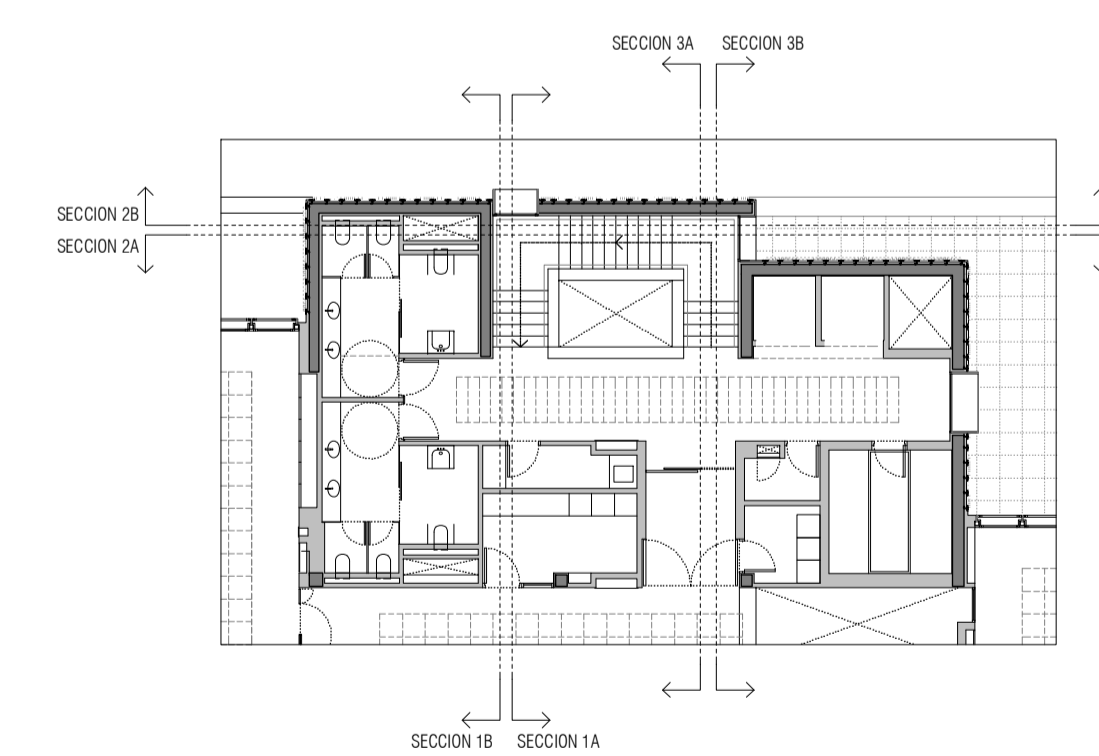 SECCION 3A
SECCION 3B
SECCION 2B
SECCION 2A
SECCION 1B
SECCION 1A